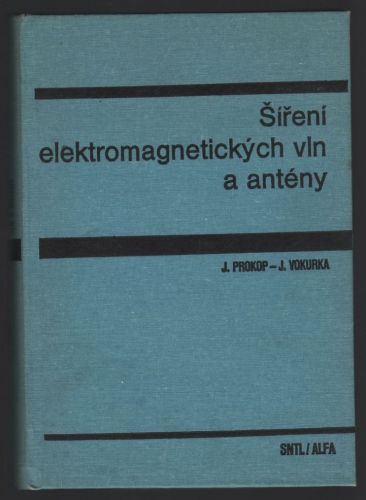 Šíření
elektromagnetických vln
a antény
J. PROKOP – J. VOKURKA
SNTL/ALFA